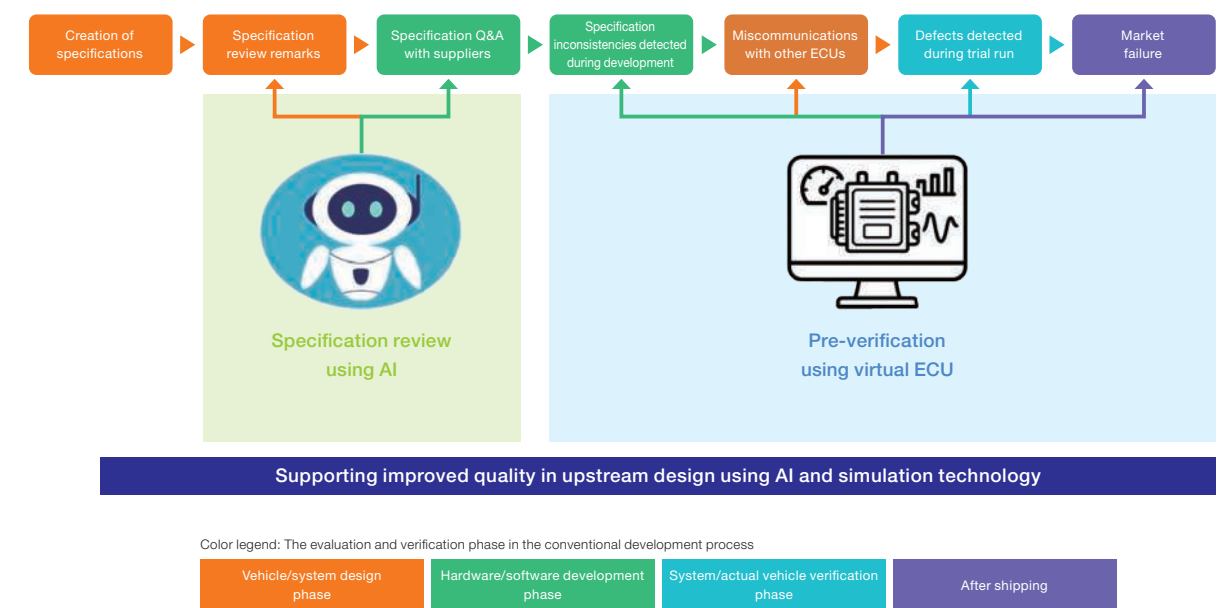 Creation of
specifications
Specification
review remarks
Specification Q&A
with suppliers
Specification
inconsistencies detected
during development
Miscommunications
with other ECUs
Defects detected
during trial run
Market
failure
Specification review
using AI
Pre-verification
using virtual ECU
Supporting improved quality in upstream design using AI and simulation technology
Color legend: The evaluation and verification phase in the conventional development process
Vehicle/system design
phase
Hardware/software development
phase
System/actual vehicle verification
phase
After shipping